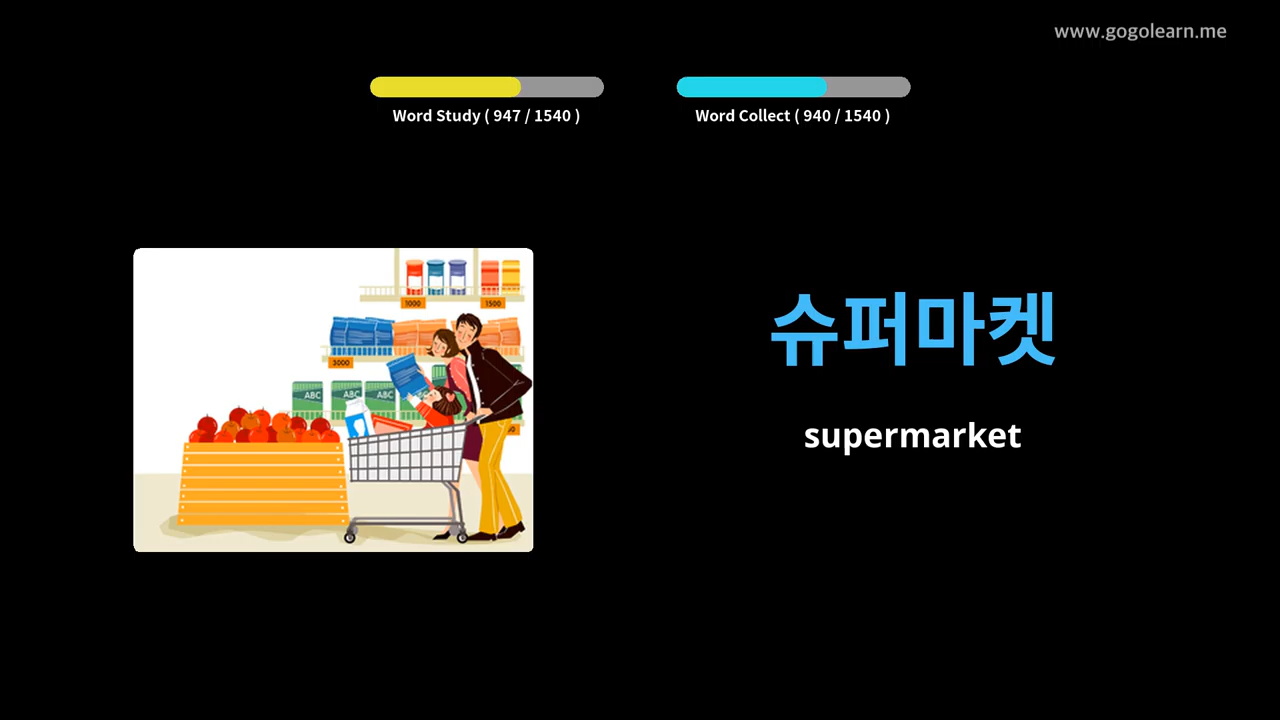 www.gogolearn.me
Word Study ( 947 / 1540 )
Word Collect ( 940 / 1540 )
1000
1500
3000
ABC
ABC
ABC
슈퍼마켓
supermarket